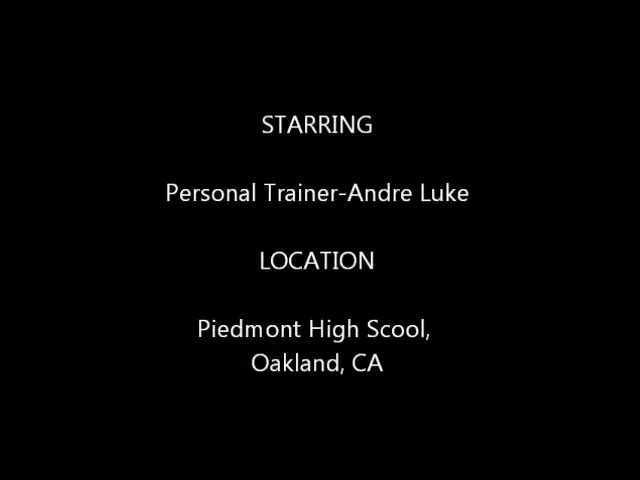 STARRING
Personal Trainer-Andre Luke
LOCATION
Piedmont High Scool,
Oakland, CA